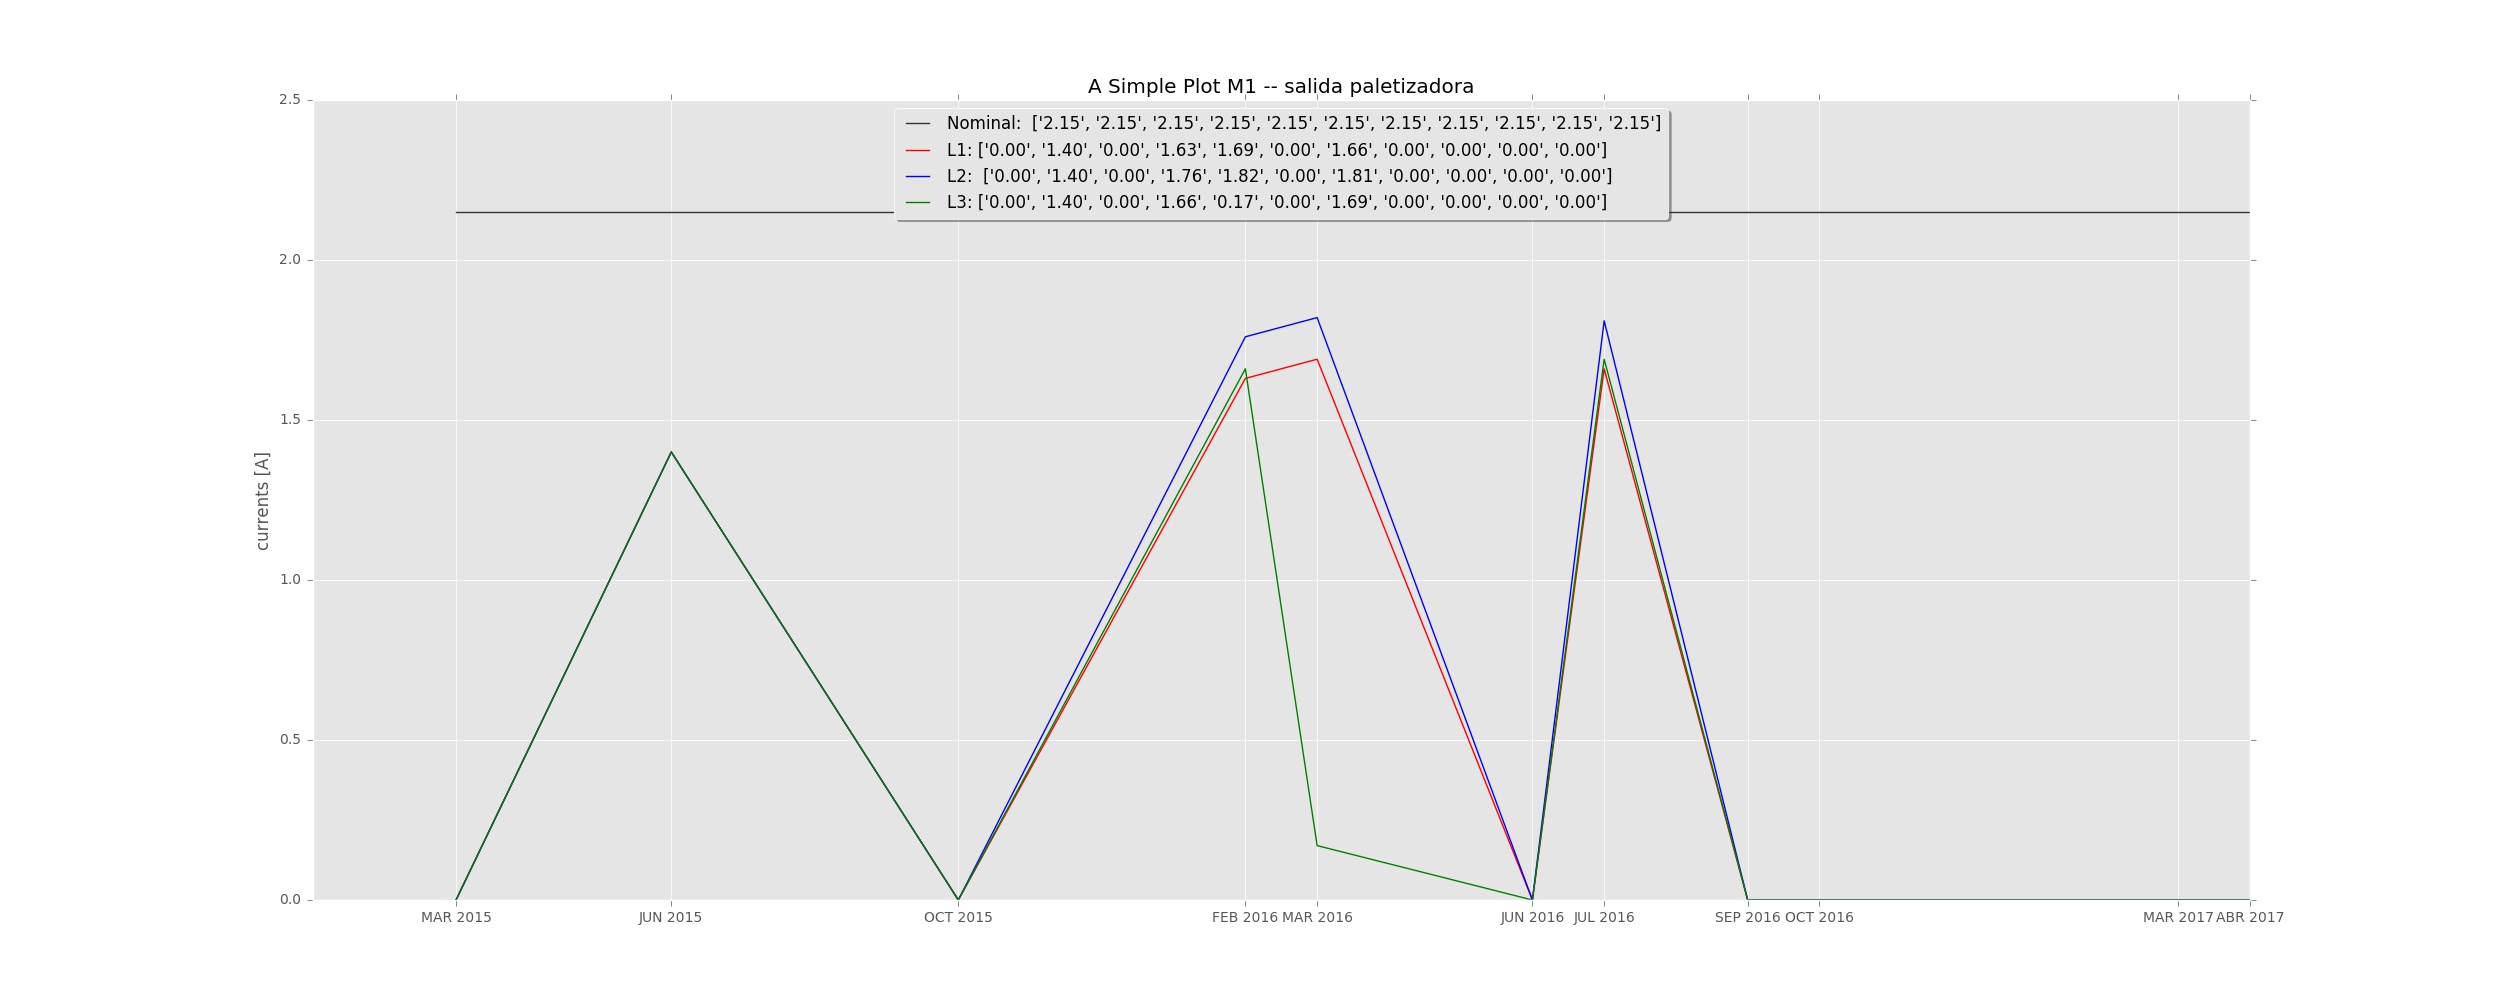 A Simple Plot M1 -- salida paletizadora
Nominal:  ['2.15', '2.15', '2.15', '2.15', '2.15', '2.15', '2.15', '2.15', '2.15', '2.15', '2.15']
L1: ['0.00', '1.40', '0.00', '1.63', '1.69', '0.00', '1.66', '0.00', '0.00', '0.00', '0.00']
L2:  ['0.00', '1.40', '0.00', '1.76', '1.82', '0.00', '1.81', '0.00', '0.00', '0.00', '0.00']
L3: ['0.00', '1.40', '0.00', '1.66', '0.17', '0.00', '1.69', '0.00', '0.00', '0.00', '0.00']
currents [A]
2.5
2.0
1.5
1.0
0.5
0.0
MAR 2015 JUN 2015 OCT 2015 FEB 2016 MAR 2016 JUN 2016 JUL 2016 SEP 2016 OCT 2016 MAR 2017 ABR 2017